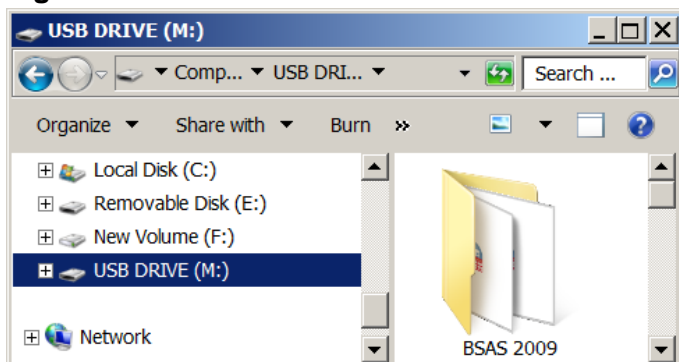 USB DRIVE (M:)
Comp... USB DRI... Search ...
Organize Share with Burn »
Local Disk (C:)
Removable Disk (E:)
New Volume (F:)
USB DRIVE (M:)
Network
BSAS 2009